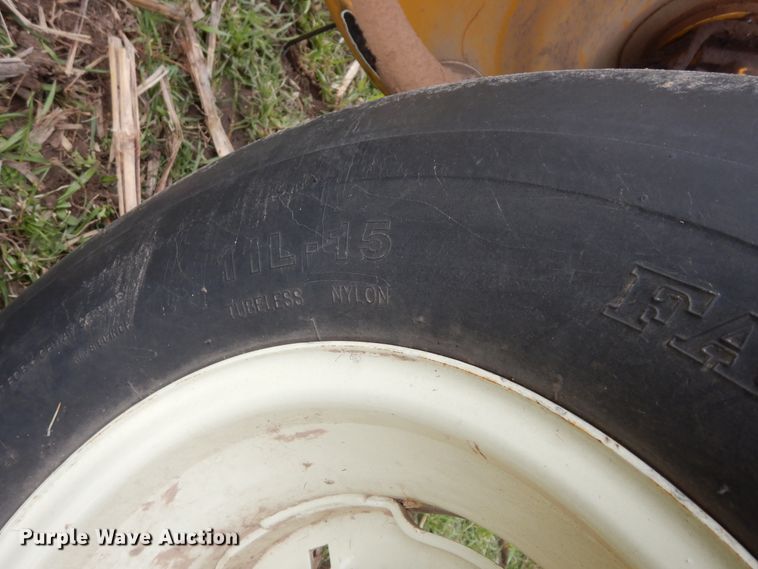 11L-15
TUBELESS NYLON
FA
Purple Wave Auction